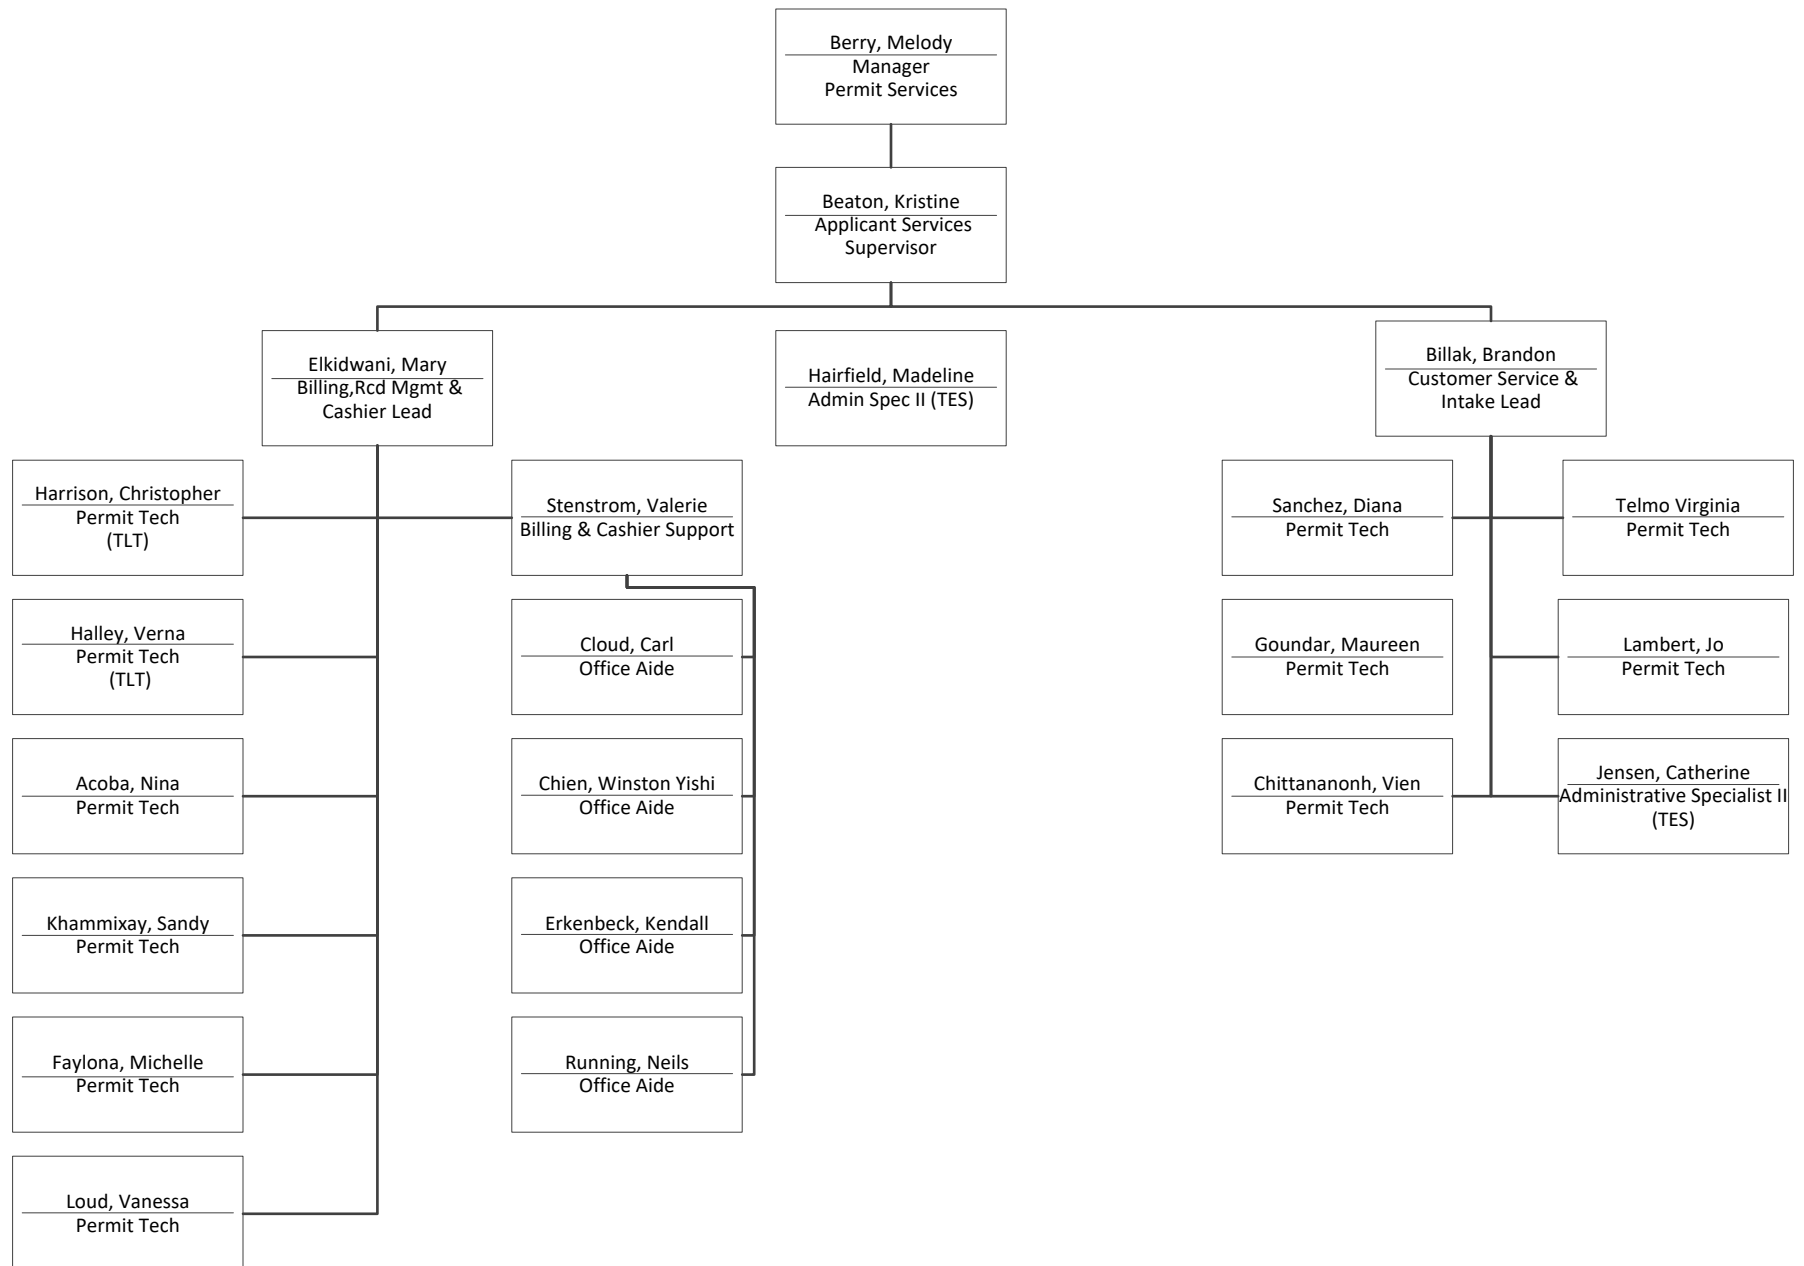 Berry, Melody
Manager
Permit Services
Beaton, Kristine
Applicant Services
Supervisor
Elkidwani, Mary
Billing,Rcd Mgmt &
Cashier Lead
Hairfield, Madeline
Admin Spec II (TES)
Billak, Brandon
Customer Service &
Intake Lead
Harrison, Christopher
Permit Tech
(TLT)
Stenstrom, Valerie
Billing & Cashier Support
Sanchez, Diana
Permit Tech
Telmo Virginia
Permit Tech
Halley, Verna
Permit Tech
(TLT)
Cloud, Carl
Office Aide
Goundar, Maureen
Permit Tech
Lambert, Jo
Permit Tech
Acoba, Nina
Permit Tech
Chien, Winston Yishi
Office Aide
Chittananonh, Vien
Permit Tech
Jensen, Catherine
Administrative Specialist II
(TES)
Khammixay, Sandy
Permit Tech
Erkenbeck, Kendall
Office Aide
Faylona, Michelle
Permit Tech
Running, Neils
Office Aide
Loud, Vanessa
Permit Tech